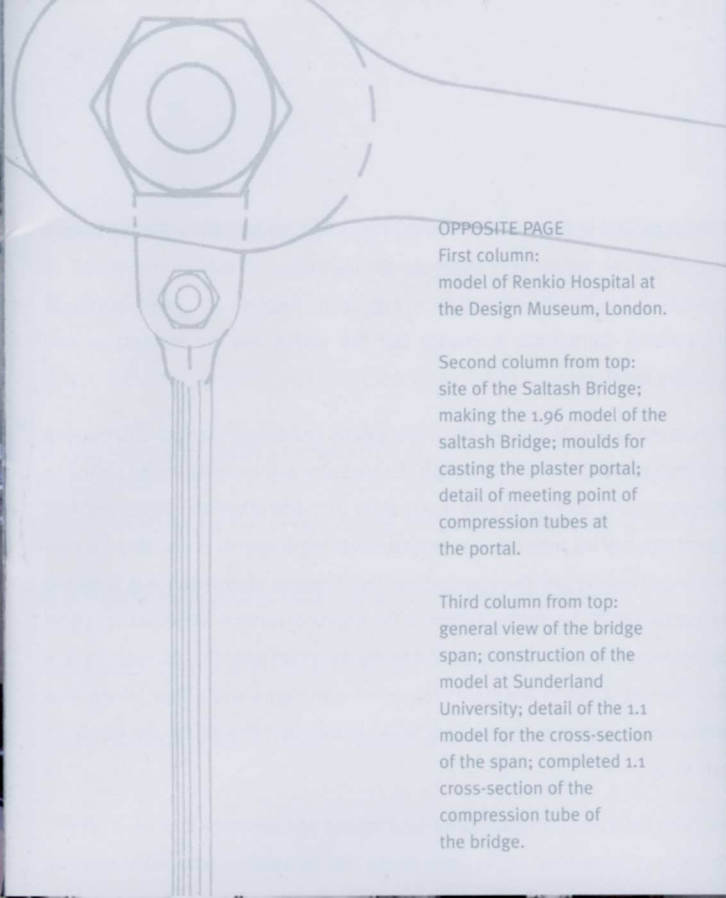 OPPOSITE PAGE
First column:
model of Renkio Hospital at
the Design Museum, London.
Second column from top:
site of the Saltash Bridge;
making the 1.96 model of the
saltash Bridge; moulds for
casting the plaster portal;
detail of meeting point of
compression tubes at
the portal.
Third column from top:
general view of the bridge
span; construction of the
model at Sunderland
University; detail of the 1.1
model for the cross-section
of the span; completed 1.1
cross-section of the
compression tube of
the bridge.